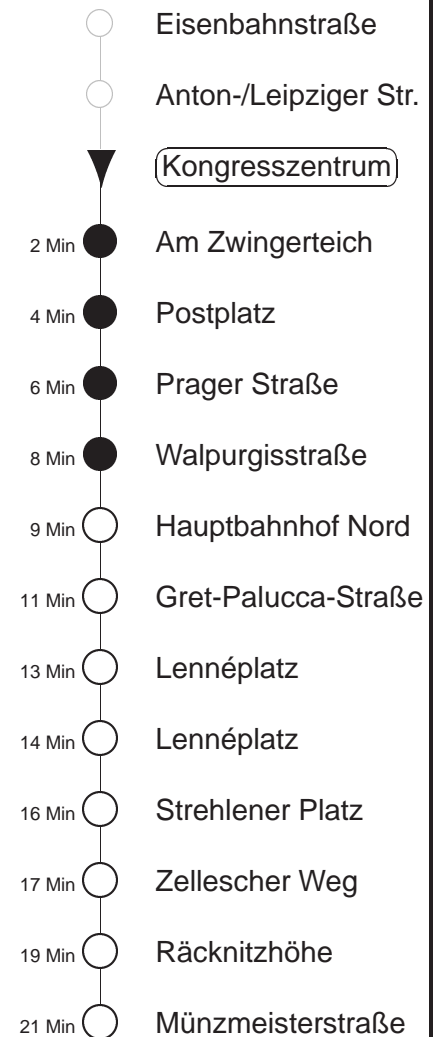 Eisenbahnstraße
Anton-/Leipziger Str.
Kongresszentrum
2 Min Am Zwingerteich
4 Min Postplatz
6 Min Prager Straße
8 Min Walpurgisstraße
9 Min Hauptbahnhof Nord
11 Min Gret-Palucca-Straße
13 Min Lennéplatz
14 Min Lennéplatz
16 Min Strehlener Platz
17 Min Zellescher Weg
19 Min Räcknitzhöhe
21 Min Münzmeisterstraße